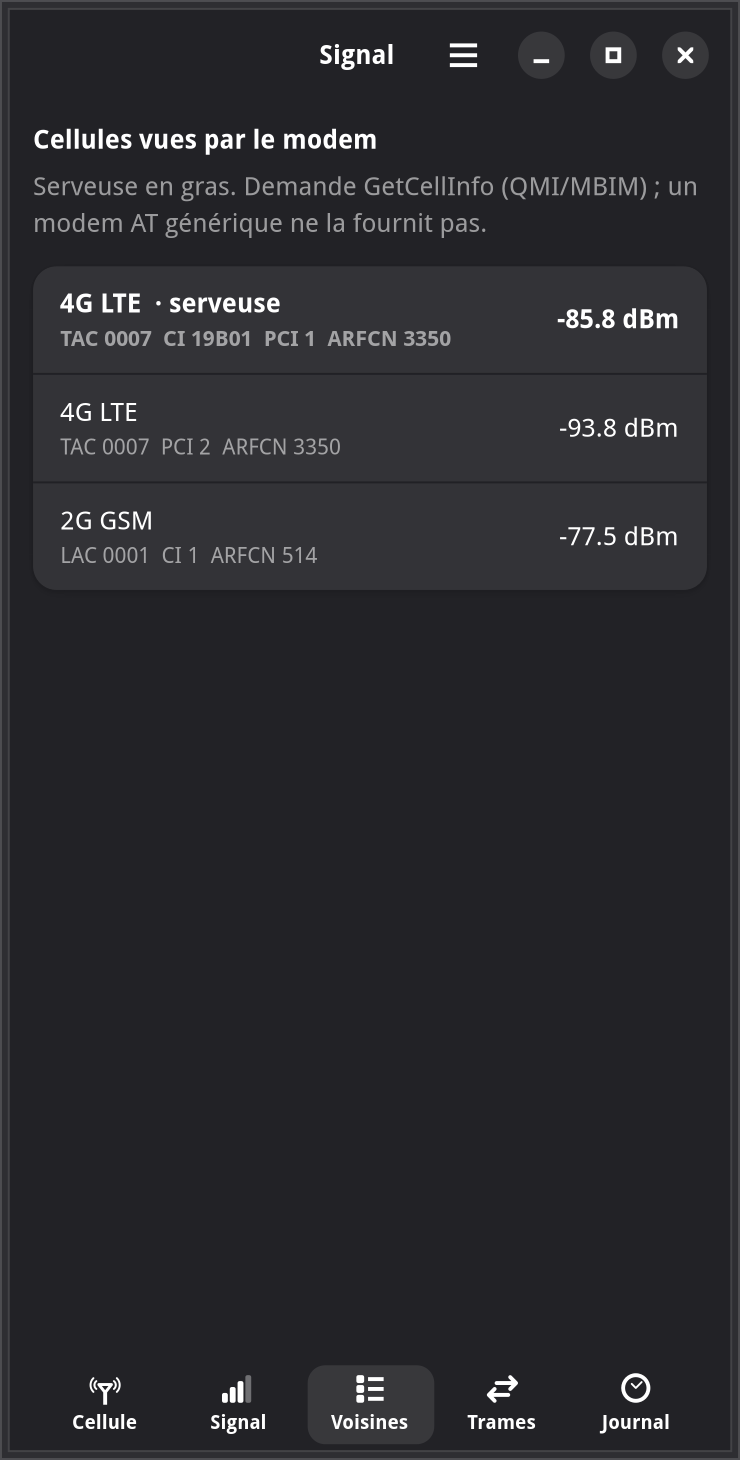 Signal
Cellules vues par le modem
Serveuse en gras. Demande GetCellInfo (QMI/MBIM) ; un
modem AT générique ne la fournit pas.
4G LTE · serveuse
-85.8 dBm
TAC 0007 CI 19B01 PCI 1 ARFCN 3350
4G LTE
-93.8 dBm
TAC 0007 PCI 2 ARFCN 3350
2G GSM
-77.5 dBm
LAC 0001 CI 1 ARFCN 514
Cellule Signal Voisines Trames Journal